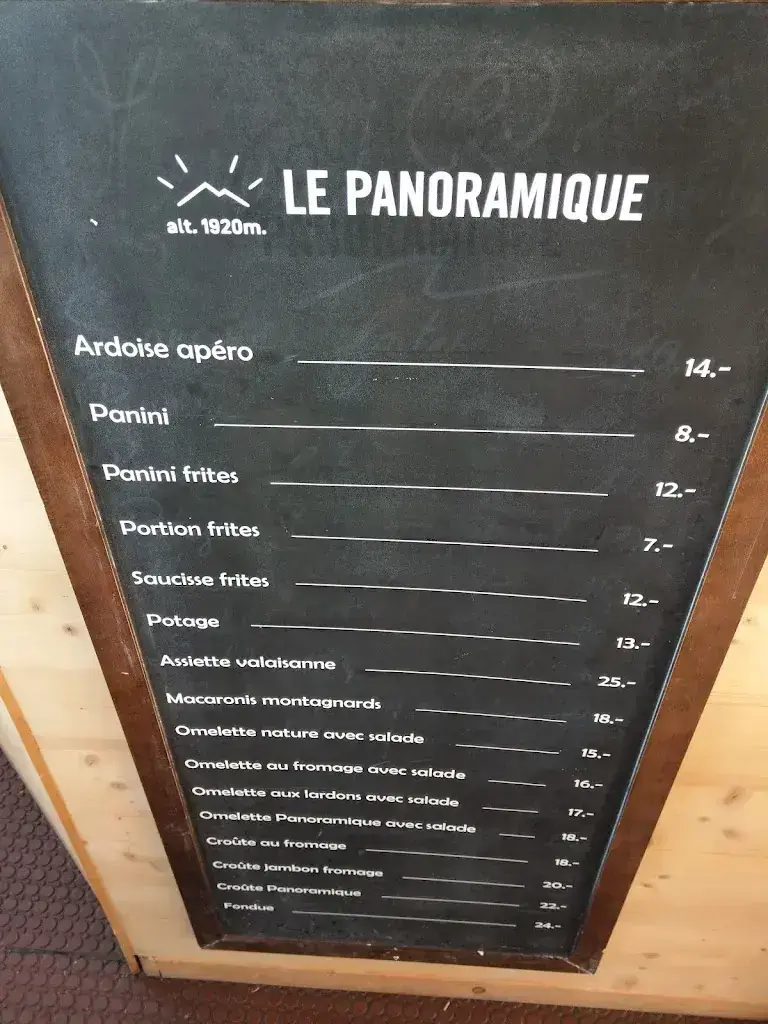 LE PANORAMIQUE
alt. 1920m.
Ardoise apéro 14.-
Panini 8.-
Panini frites 12.-
Portion frites 7.-
Saucisse frites 12.-
Potage 13.-
Assiette valaisanne 25.-
Macaronis montagnards 18.-
Omelette nature avec salade 15.-
Omelette au fromage avec salade 16.-
Omelette aux lardons avec salade 17.-
Omelette Panoramique avec salade 18.-
Croûte au fromage 18.-
Croûte jambon fromage 20.-
Croûte Panoramique 22.-
Fondue 24.-